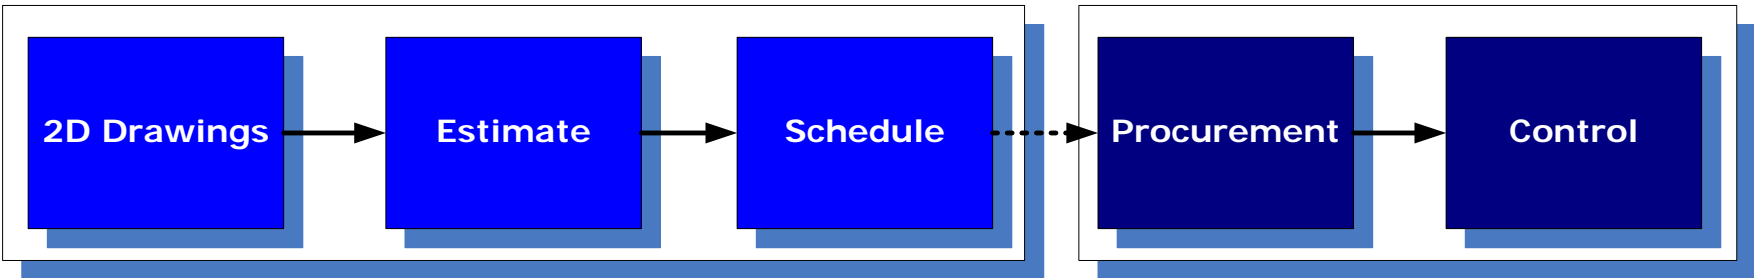 2D Drawings
Estimate
Schedule
Procurement
Control